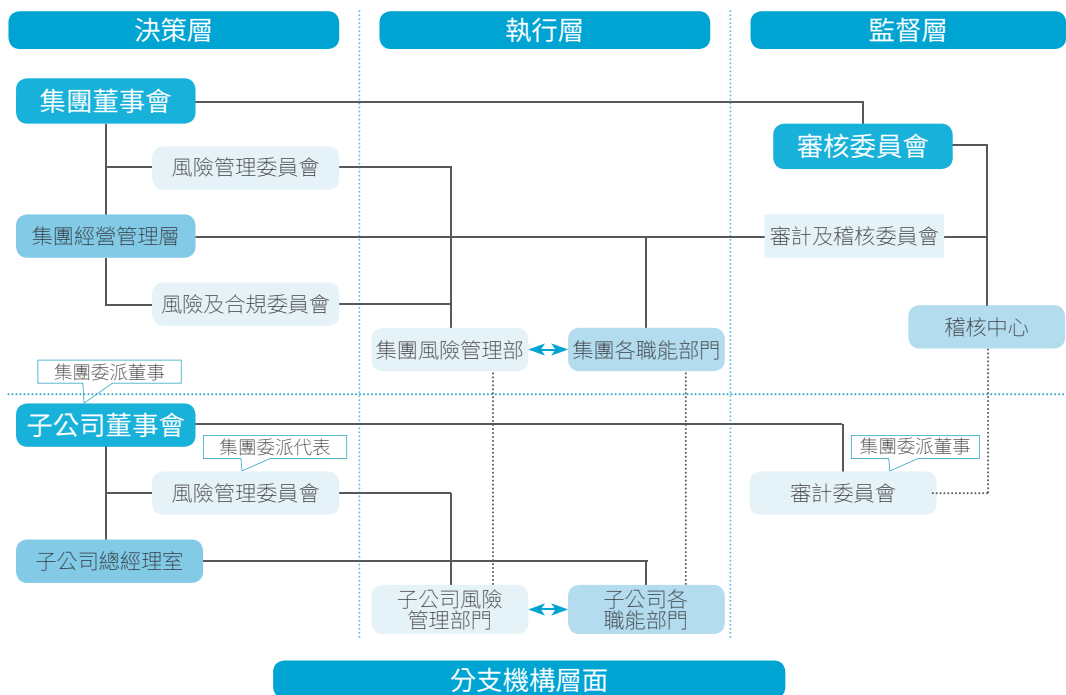 決策層
執行層
監督層
集團董事會
審核委員會
風險管理委員會
集團經營管理層
審計及稽核委員會
風險及合規委員會
稽核中心
集團風險管理部
集團各職能部門
集團委派董事
子公司董事會
集團委派代表
集團委派董事
風險管理委員會
審計委員會
子公司總經理室
子公司風險
管理部門
子公司各
職能部門
分支機構層面